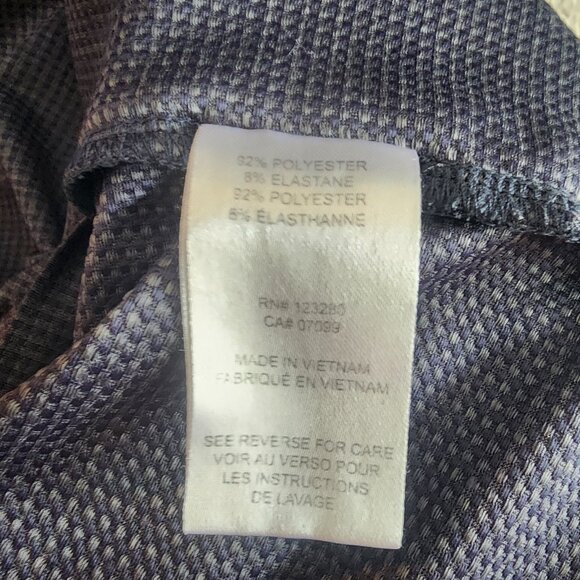 92% POLYESTER
8% ELASTANE
92% POLYESTER
8% ÉLASTHANNE
RN# 123280
CA# 07099
MADE IN VIETNAM
FABRIQUÉ EN VIETNAM
SEE REVERSE FOR CARE
VOIR AU VERSO POUR
LES INSTRUCTIONS
DE LAVAGE